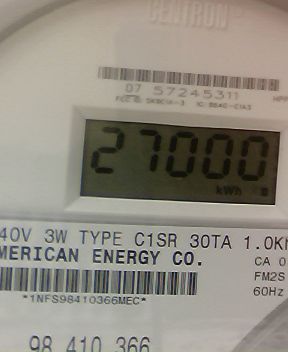 CENTRON
D7 57245311
27000
kWh
40V 3W TYPE C1SR 30TA 1.0K
MERICAN ENERGY CO.
CA 0
FM2S
60Hz
*1NFS98410366MEC*
98 410 366